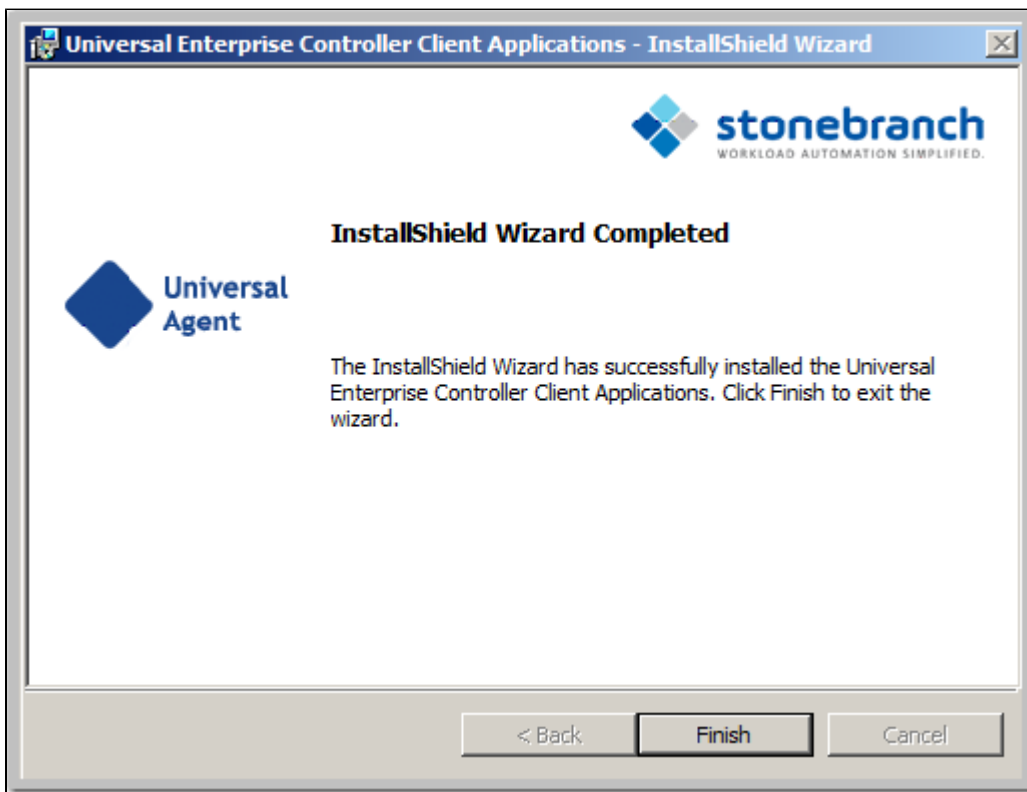 Universal Enterprise Controller Client Applications - InstallShield Wizard
stonebranch
WORKLOAD AUTOMATION SIMPLIFIED.
InstallShield Wizard Completed
Universal
Agent
The InstallShield Wizard has successfully installed the Universal
Enterprise Controller Client Applications. Click Finish to exit the
wizard.
< Back
Finish
Cancel